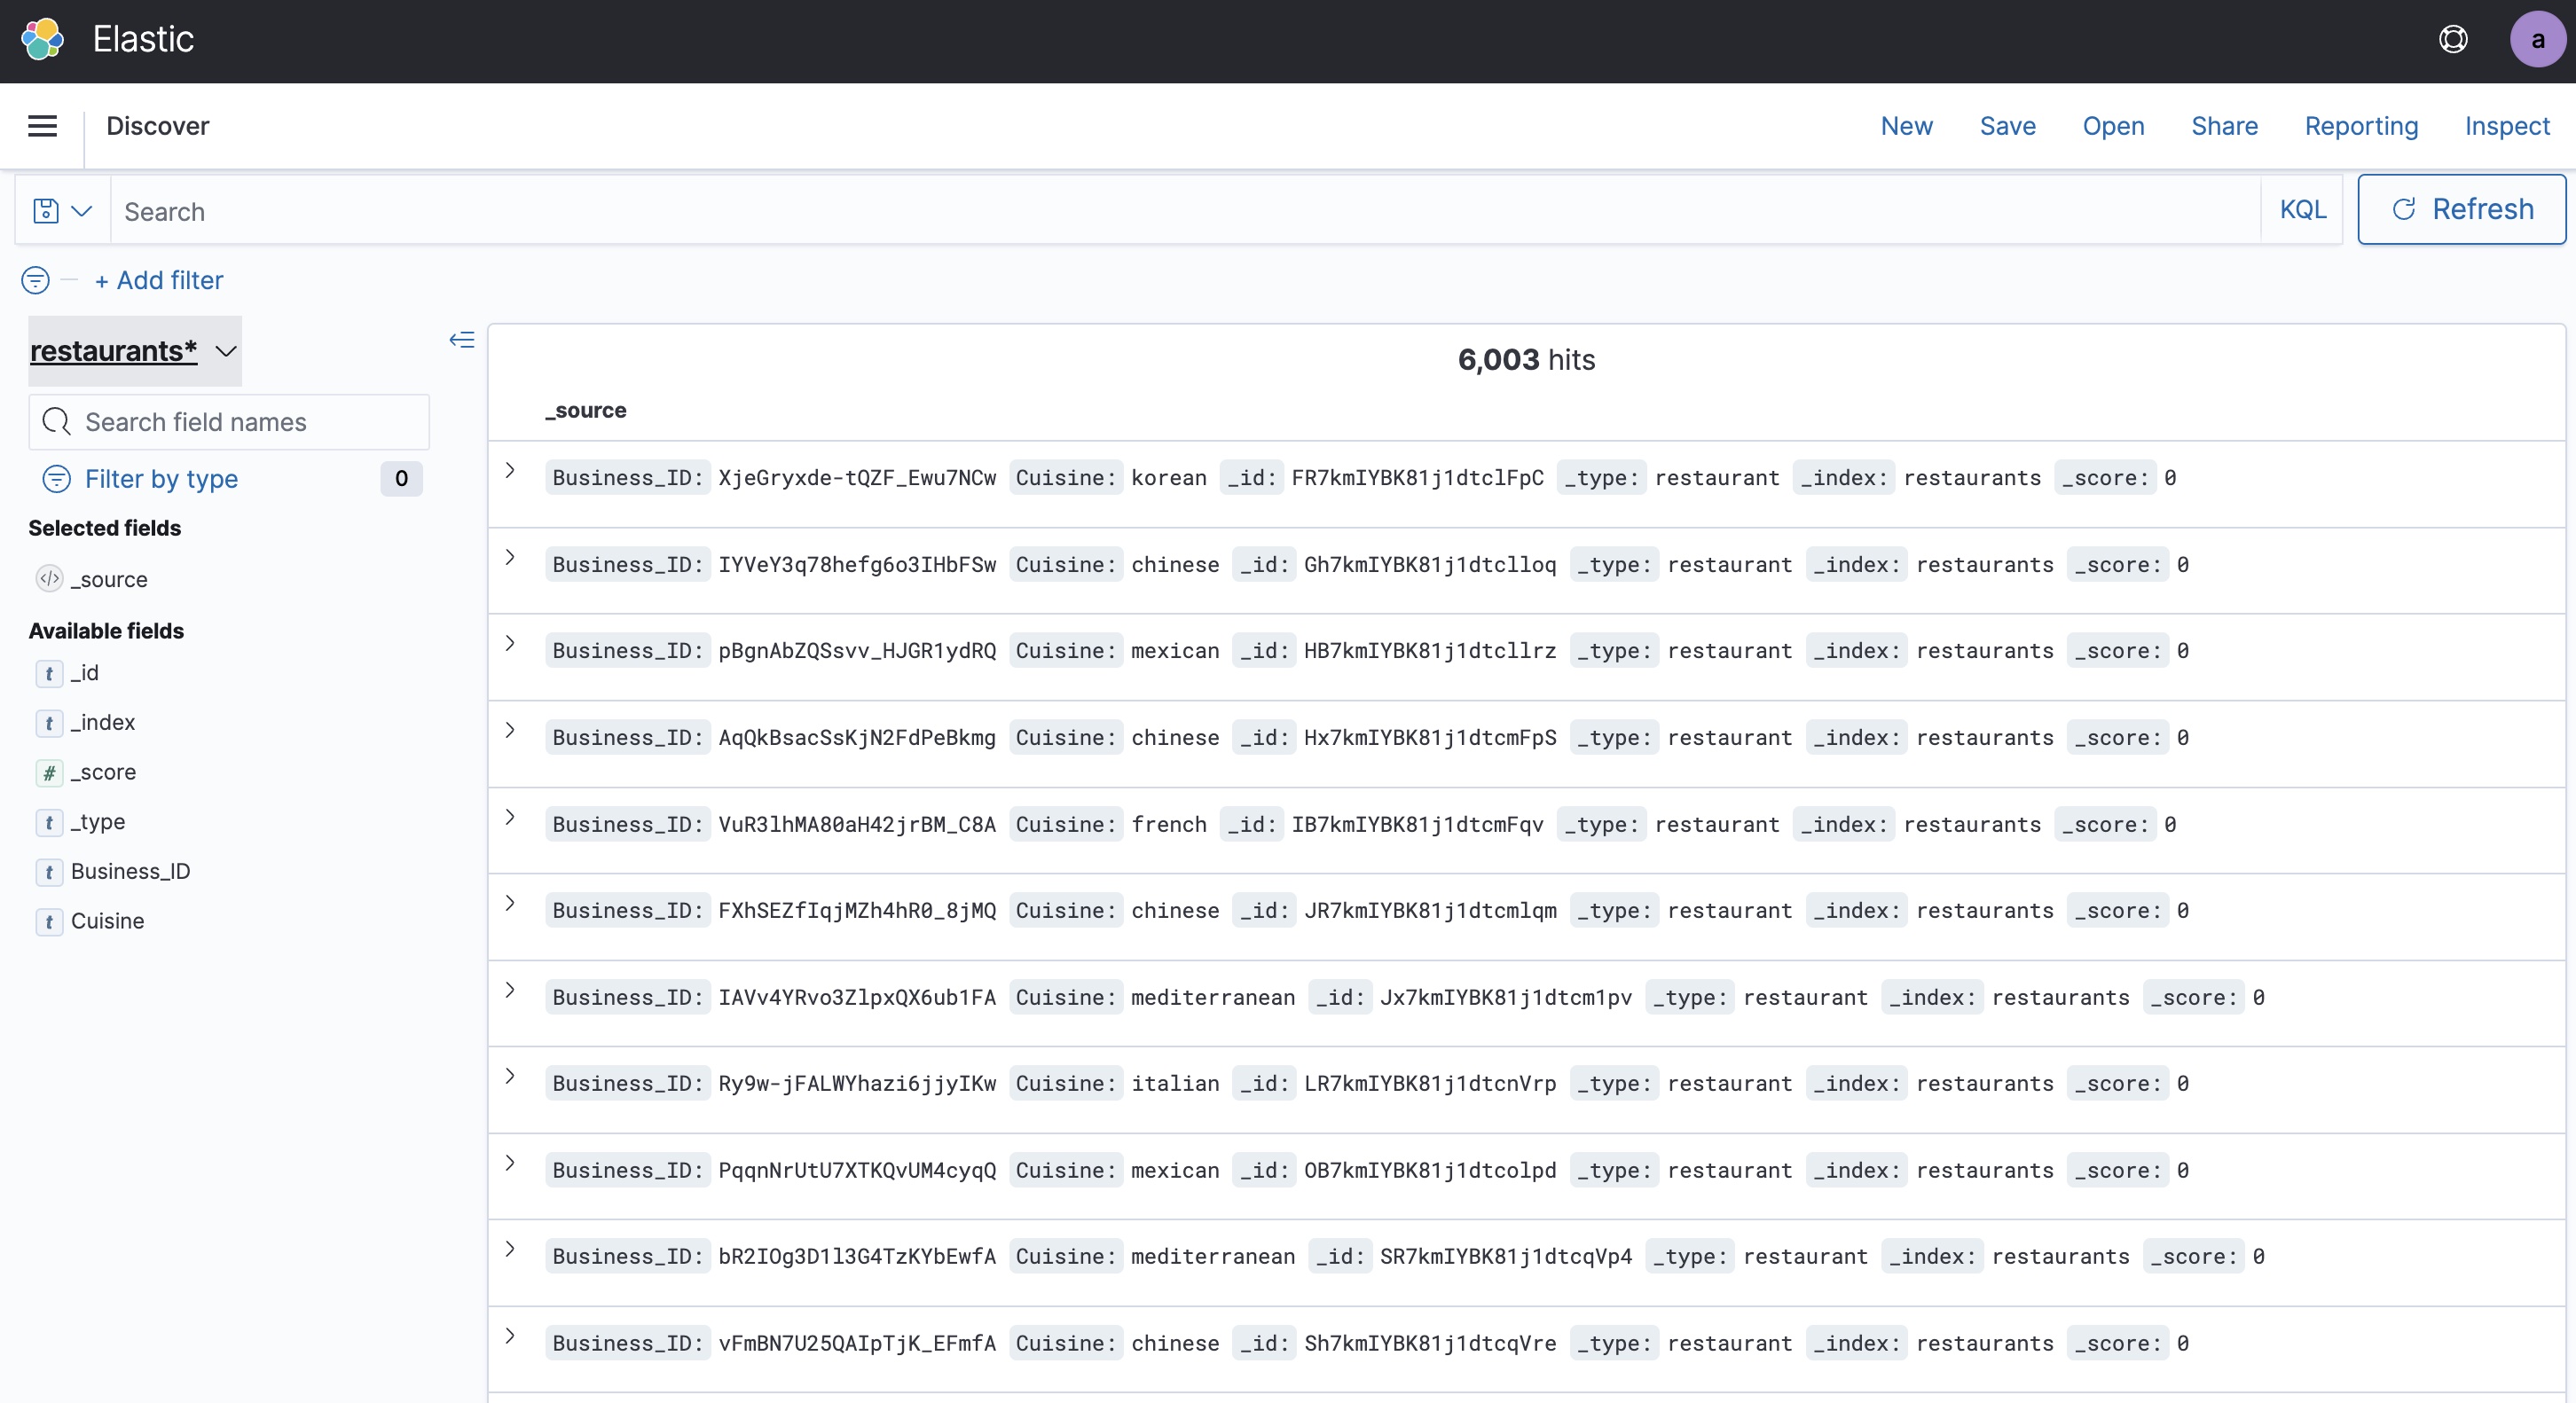 Elastic
a
Discover
New Save Open Share Reporting Inspect
Search KQL Refresh
+ Add filter
restaurants*
Search field names
Filter by type 0
Selected fields
_source
Available fields
t _id
t _index
# _score
t _type
t Business_ID
t Cuisine
6,003 hits
_source
Business_ID: XjeGryxde-tQZF_Ewu7NCw Cuisine: korean _id: FR7kmIYBK81j1dtclFpC _type: restaurant _index: restaurants _score: 0
Business_ID: IYVeY3q78hefg6o3IHbFSw Cuisine: chinese _id: Gh7kmIYBK81j1dtclloq _type: restaurant _index: restaurants _score: 0
Business_ID: pBgnAbZQSsvv_HJGR1ydRQ Cuisine: mexican _id: HB7kmIYBK81j1dtcllrz _type: restaurant _index: restaurants _score: 0
Business_ID: AqQkBsacSsKjN2FdPeBkmg Cuisine: chinese _id: Hx7kmIYBK81j1dtcmFpS _type: restaurant _index: restaurants _score: 0
Business_ID: VuR3lhMA80aH42jrBM_C8A Cuisine: french _id: IB7kmIYBK81j1dtcmFqv _type: restaurant _index: restaurants _score: 0
Business_ID: FXhSEZfIqjMZh4hR0_8jMQ Cuisine: chinese _id: JR7kmIYBK81j1dtcmlqm _type: restaurant _index: restaurants _score: 0
Business_ID: IAVv4YRvo3ZlpxQX6ub1FA Cuisine: mediterranean _id: Jx7kmIYBK81j1dtcm1pv _type: restaurant _index: restaurants _score: 0
Business_ID: Ry9w-jFALWYhazi6jjyIKw Cuisine: italian _id: LR7kmIYBK81j1dtcnVrp _type: restaurant _index: restaurants _score: 0
Business_ID: PqqnNrUtU7XTKQvUM4cyqQ Cuisine: mexican _id: OB7kmIYBK81j1dtcolpd _type: restaurant _index: restaurants _score: 0
Business_ID: bR2IOg3D1l3G4TzKYbEwfA Cuisine: mediterranean _id: SR7kmIYBK81j1dtcqVp4 _type: restaurant _index: restaurants _score: 0
Business_ID: vFmBN7U25QAIpTjK_EFmfA Cuisine: chinese _id: Sh7kmIYBK81j1dtcqVre _type: restaurant _index: restaurants _score: 0